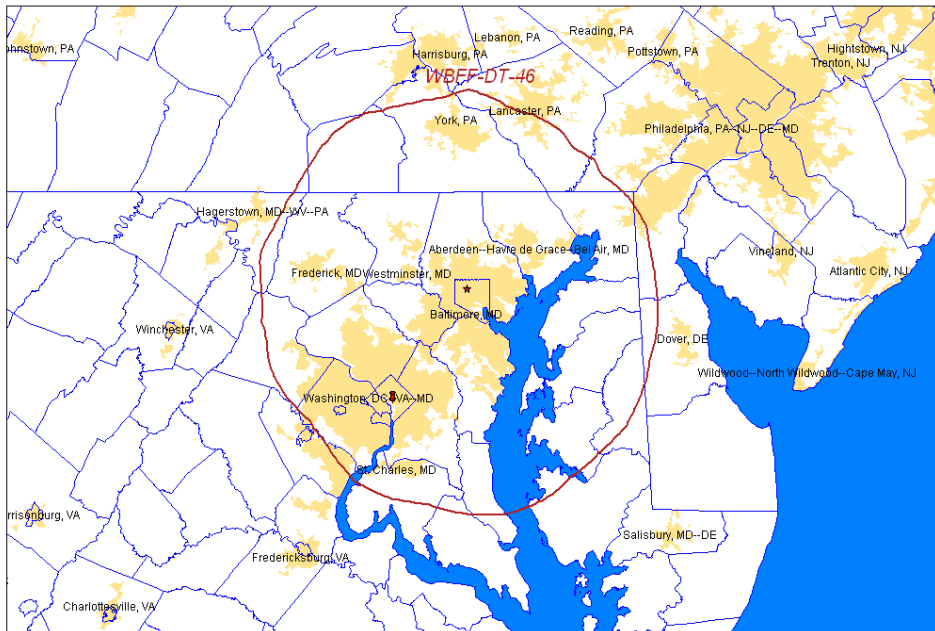 Hightstown, NJ
Reading, PA
Lebanon, PA
ohnstown, PA
Harrisburg, PA
Pottstown, PA
Trenton, NJ
WBFF-DT-46
Lancaster, PA
York, PA
Philadelphia, PA--NJ--DE--MD
Hagerstown, MD--WV--PA
Aberdeen--Havre de Grace--Bel Air, MD
Vineland, NJ
Frederick, MD
Westminster, MD
Atlantic City, NJ
Baltimore, MD
Winchester, VA
Dover, DE
Wildwood--North Wildwood--Cape May, NJ
Washington, DC--VA--MD
St. Charles, MD
rrisonburg, VA
Salisbury, MD--DE
Fredericksburg, VA
Charlottesville, VA